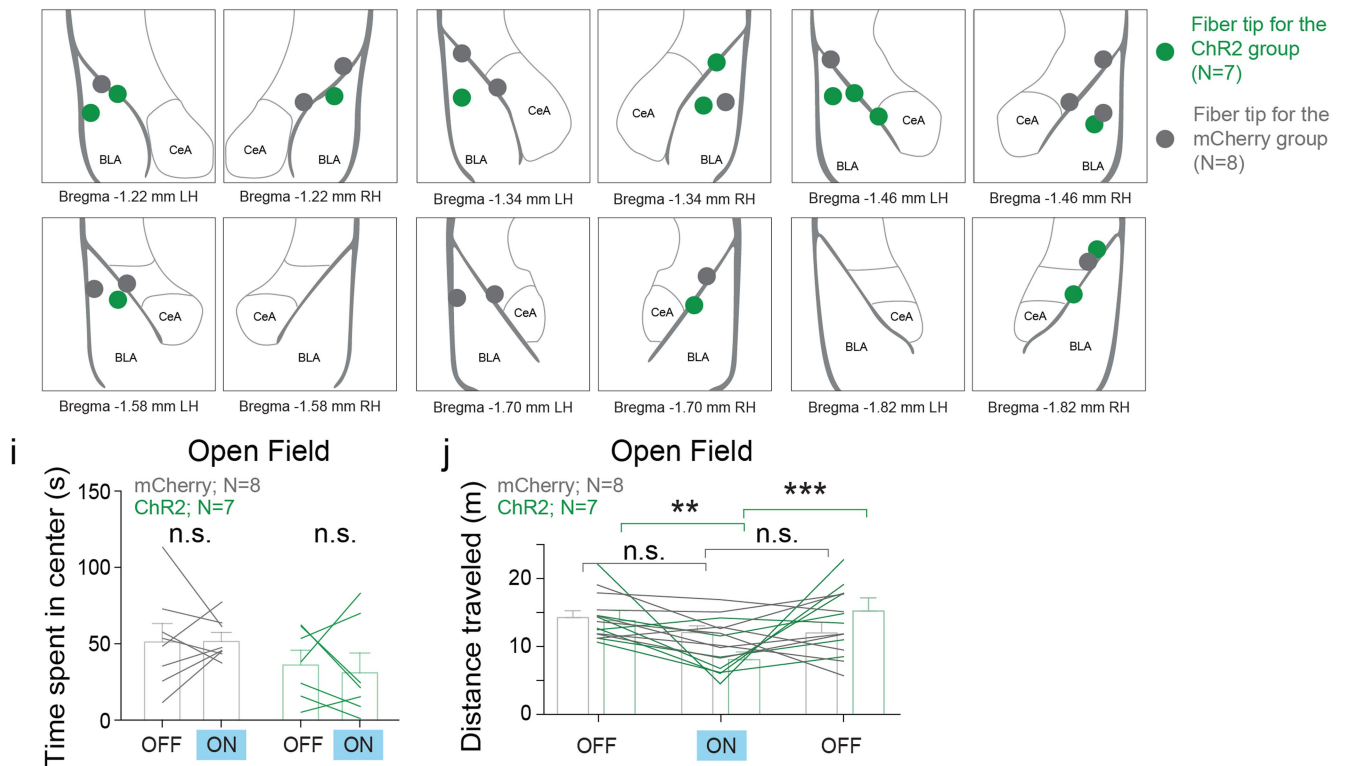 CeA
BLA
Bregma -1.22 mm LH
CeA
BLA
Bregma -1.22 mm RH
CeA
BLA
Bregma -1.34 mm LH
CeA
BLA
Bregma -1.34 mm RH
CeA
BLA
Bregma -1.46 mm LH
CeA
BLA
Bregma -1.46 mm RH
Fiber tip for the
ChR2 group
(N=7)
Fiber tip for the
mCherry group
(N=8)
CeA
BLA
Bregma -1.58 mm LH
CeA
BLA
Bregma -1.58 mm RH
CeA
BLA
Bregma -1.70 mm LH
CeA
BLA
Bregma -1.70 mm RH
CeA
BLA
Bregma -1.82 mm LH
CeA
BLA
Bregma -1.82 mm RH
i
Open Field
mCherry; N=8
ChR2; N=7
n.s.
n.s.
Time spent in center (s)
150
100
50
0
OFF
ON
OFF
ON
j
Open Field
mCherry; N=8
ChR2; N=7
**
***
n.s.
n.s.
Distance traveled (m)
20
10
0
OFF
ON
OFF